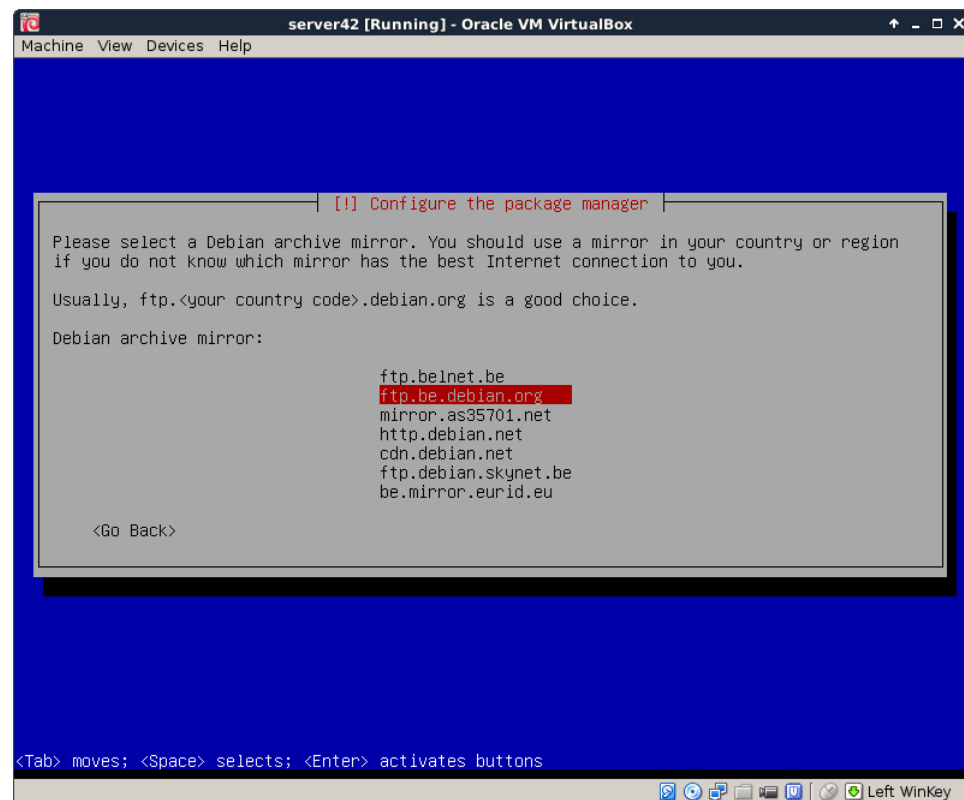 server42 [Running] - Oracle VM VirtualBox
Machine View Devices Help
[!] Configure the package manager
Please select a Debian archive mirror. You should use a mirror in your country or region
if you do not know which mirror has the best Internet connection to you.
Usually, ftp.<your country code>.debian.org is a good choice.
Debian archive mirror:
ftp.belnet.be
ftp.be.debian.org
mirror.as35701.net
http.debian.net
cdn.debian.net
ftp.debian.skynet.be
be.mirror.eurid.eu
<Go Back>
<Tab> moves; <Space> selects; <Enter> activates buttons
Left WinKey